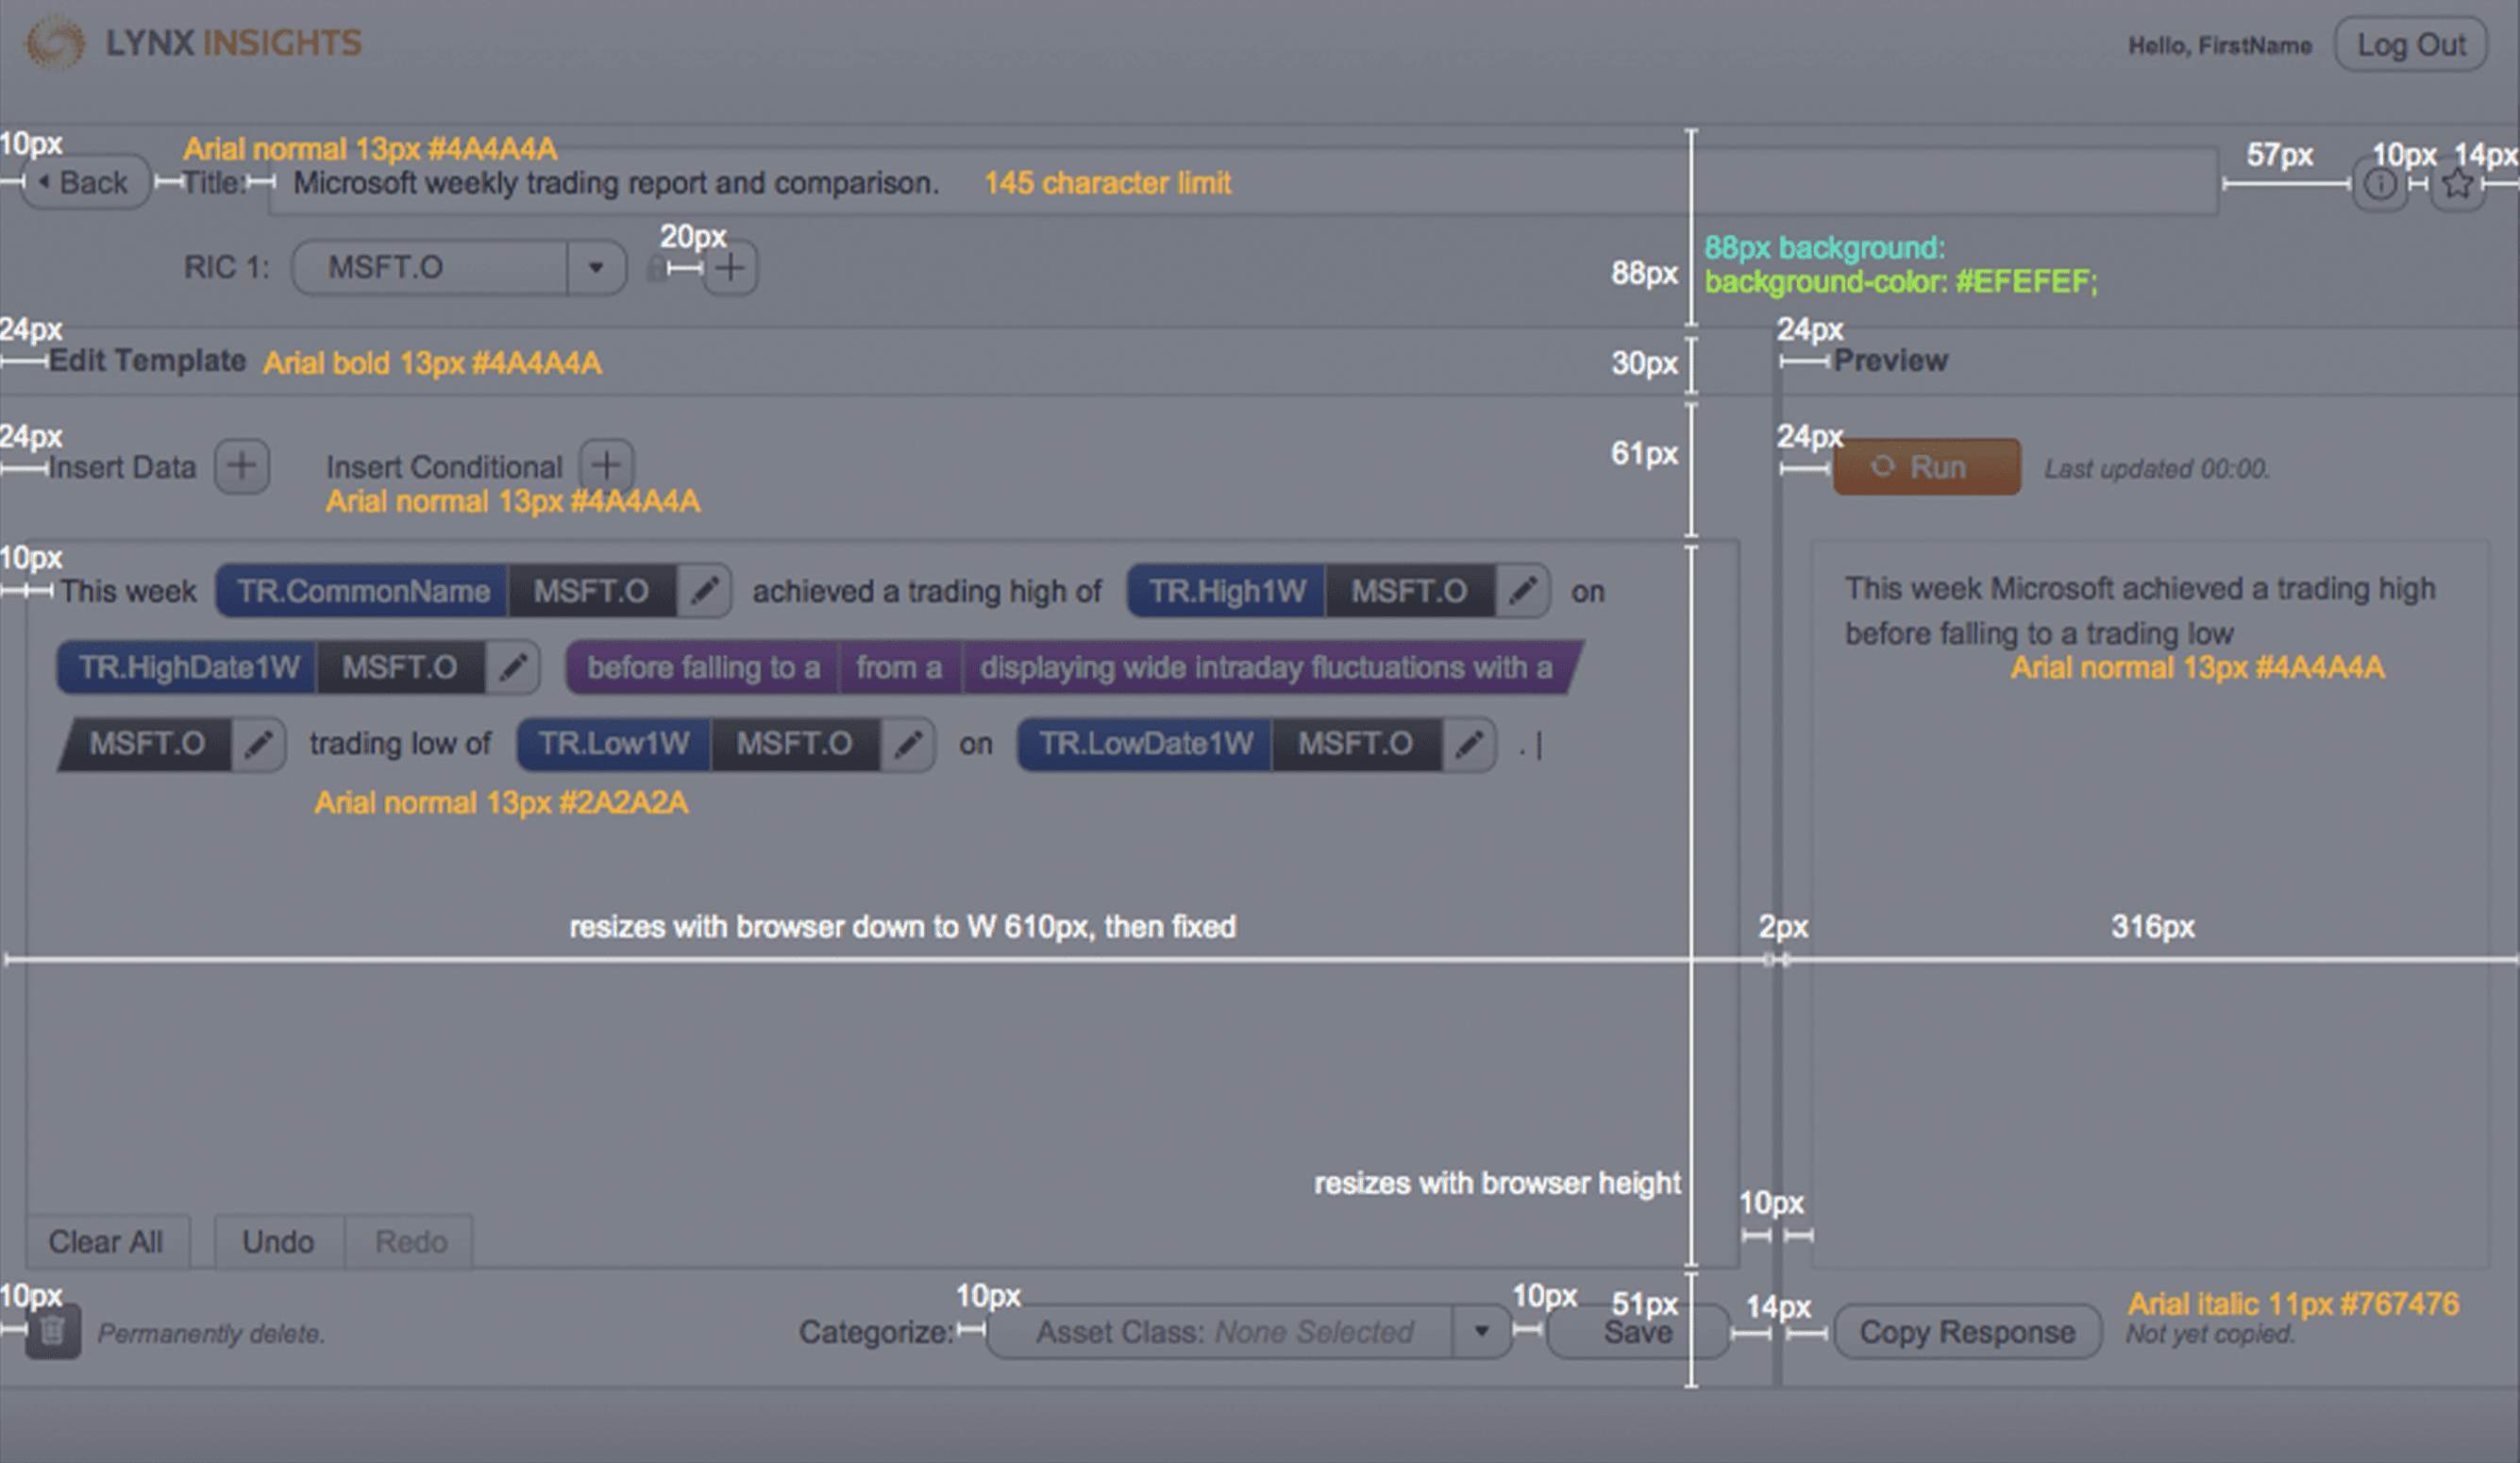 LYNX INSIGHTS
Hello, FirstName
Log Out
10px
Arial normal 13px #4A4A4A
57px
10px
14px
Back
Title:
Microsoft weekly trading report and comparison.
145 character limit
20px
RIC 1:
MSFT.O
88px
88px background:
background-color: #EFEFEF;
24px
24px
Edit Template
Arial bold 13px #4A4A4A
30px
Preview
24px
24px
Insert Data
Insert Conditional
61px
Run
Last updated 00:00.
Arial normal 13px #4A4A4A
10px
This week TR.CommonName MSFT.O achieved a trading high of TR.High1W MSFT.O on
TR.HighDate1W MSFT.O before falling to a from a displaying wide intraday fluctuations with a
MSFT.O trading low of TR.Low1W MSFT.O on TR.LowDate1W MSFT.O . |
Arial normal 13px #2A2A2A
This week Microsoft achieved a trading high
before falling to a trading low
Arial normal 13px #4A4A4A
resizes with browser down to W 610px, then fixed
2px
316px
resizes with browser height
10px
Clear All
Undo
Redo
10px
10px
10px
51px
14px
Arial italic 11px #767476
Permanently delete.
Categorize:
Asset Class: None Selected
Save
Copy Response
Not yet copied.